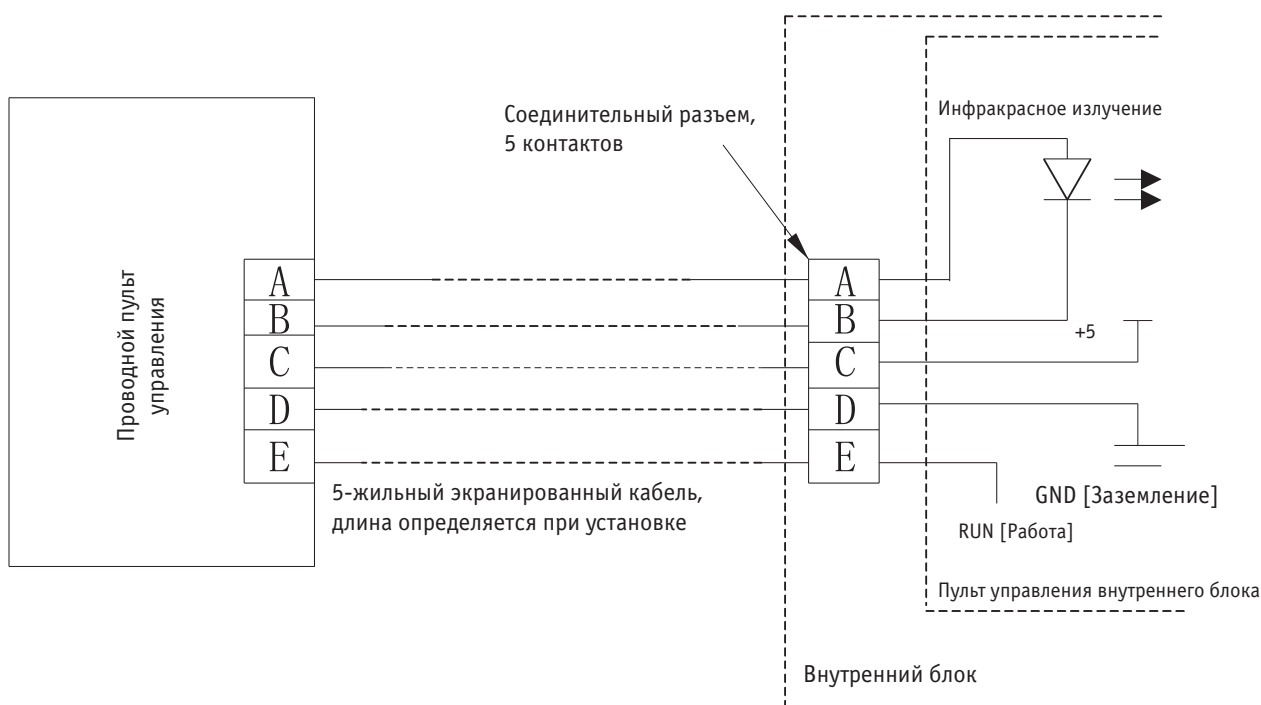 Соединительный разъем,
5 контактов
Инфракрасное излучение
Проводной пульт
управления
A
B
C
D
E
A
B
C
D
E
+5
5-жильный экранированный кабель,
длина определяется при установке
GND [Заземление]
RUN [Работа]
Пульт управления внутреннего блока
Внутренний блок